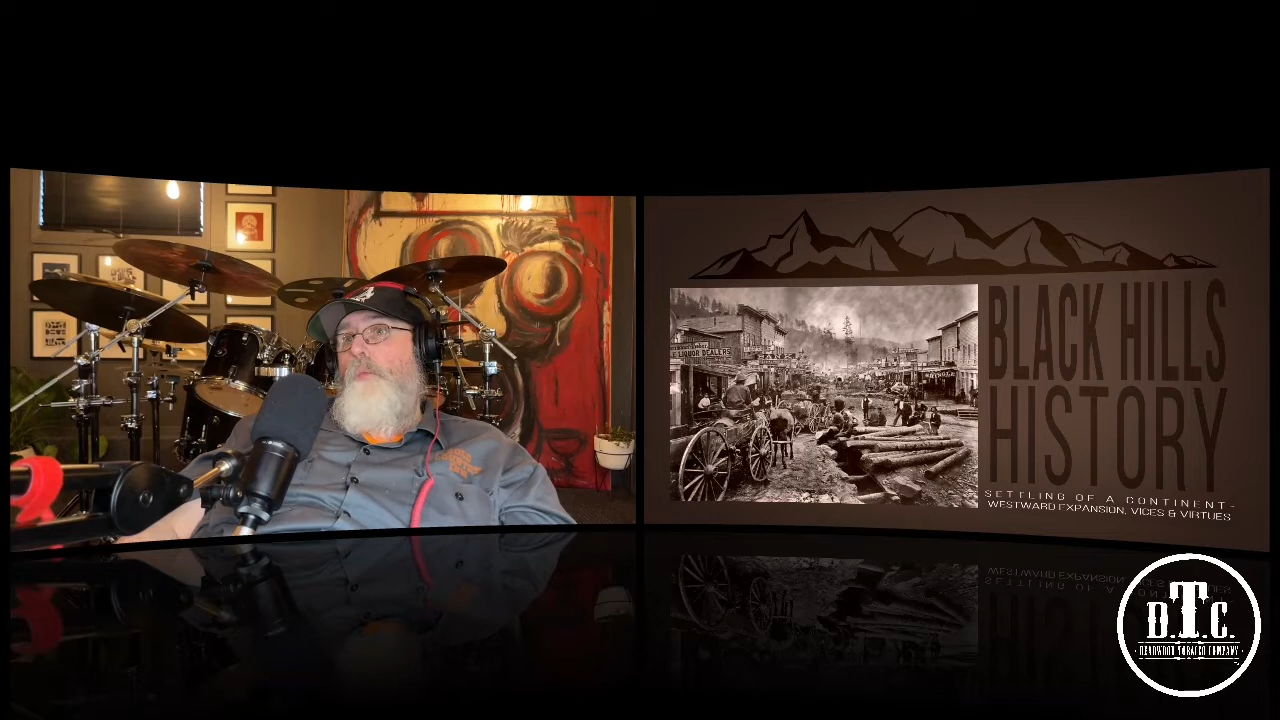 BLACK HILLS
HISTORY
SETTLING OF A CONTINENT-
WESTWARD EXPANSION, VICES & VIRTUES
LIQUOR DEALERS
B.T.C.
DEADWOOD TOBACCO COMPANY